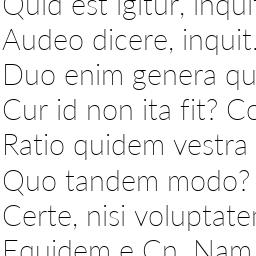 Quid est igitur, inquit
Audeo dicere, inquit.
Duo enim genera qu
Cur id non ita fit? Co
Ratio quidem vestra
Quo tandem modo?
Certe, nisi voluptatem
Equidem e Cn. Nam